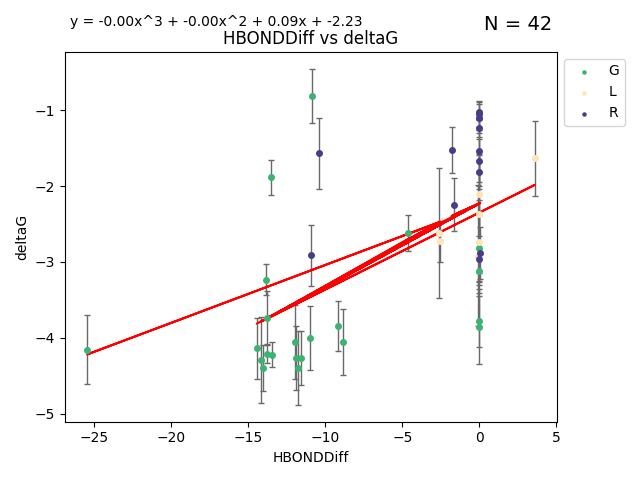 y = -0.00x^3 + -0.00x^2 + 0.09x + -2.23
N = 42
HBONDDiff vs deltaG
G
L
R
deltaG
−1
−2
−3
−4
−5
−25
−20
−15
−10
−5
0
5
HBONDDiff